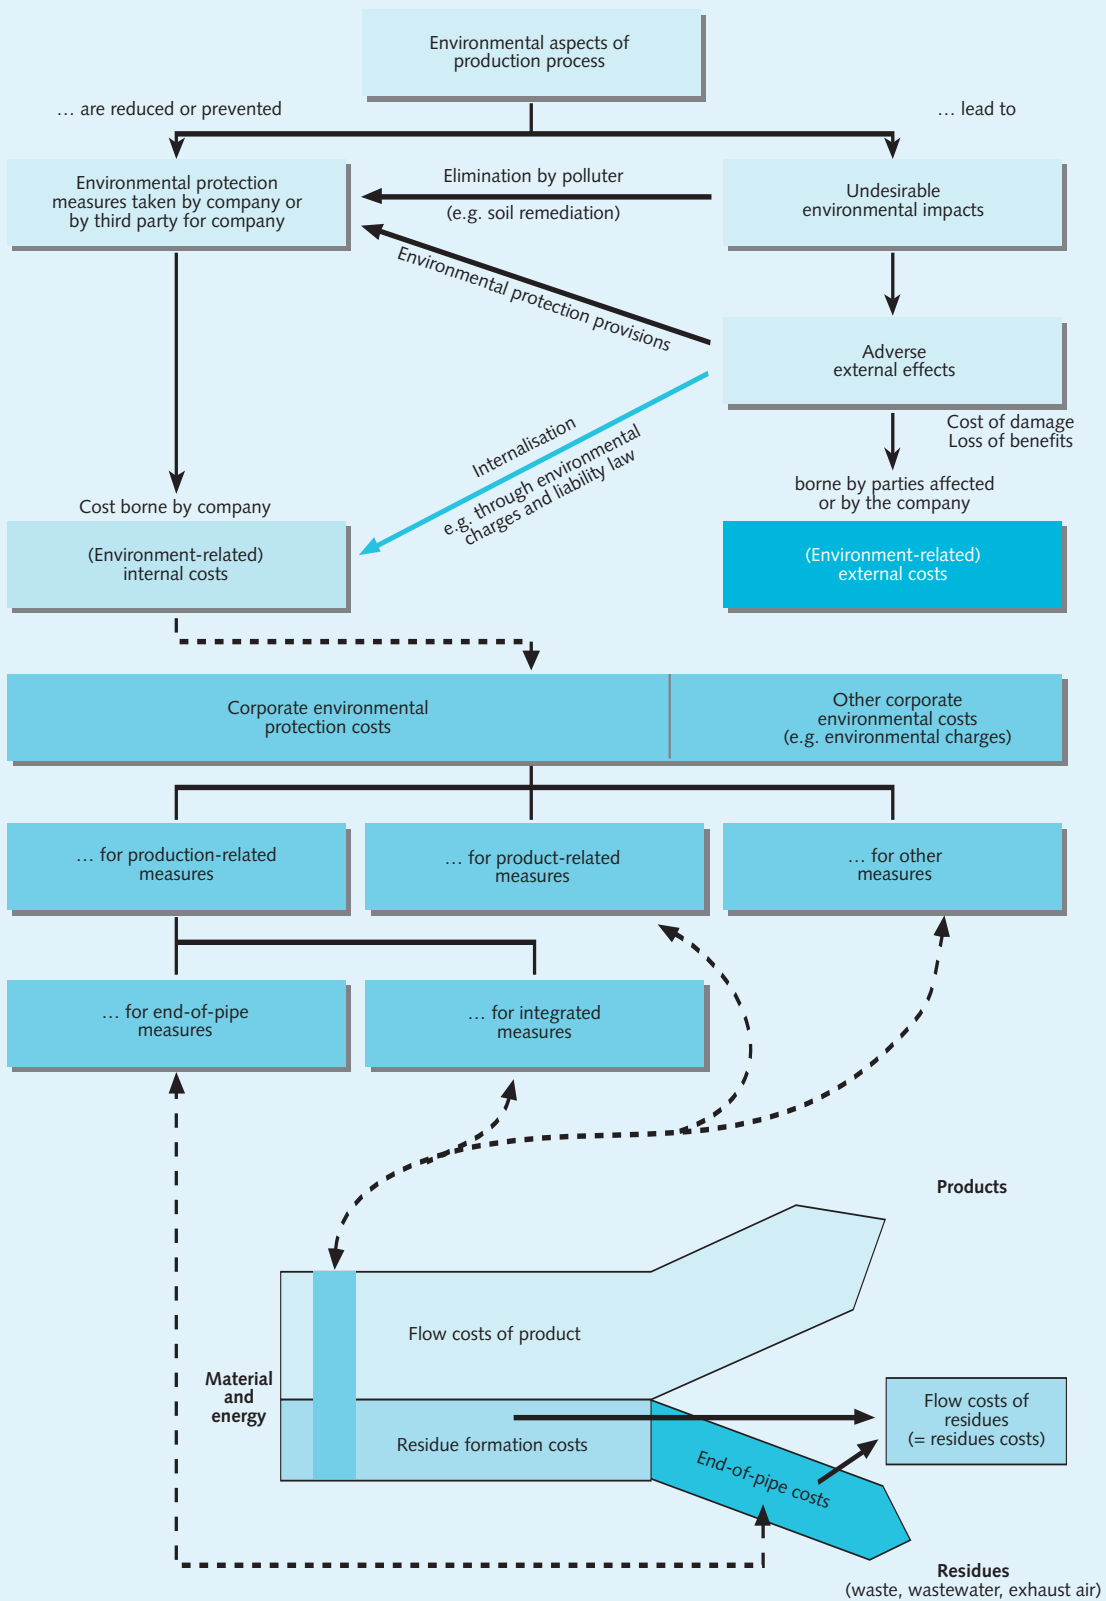 Environmental aspects of
production process
… are reduced or prevented
… lead to
Environmental protection
measures taken by company or
by third party for company
Elimination by polluter
(e.g. soil remediation)
Undesirable
environmental impacts
Environmental protection provisions
Adverse
external effects
Internalisation
e.g. through environmental
charges and liability law
Cost of damage
Loss of benefits
Cost borne by company
borne by parties affected
or by the company
(Environment-related)
internal costs
(Environment-related)
external costs
Corporate environmental
protection costs
Other corporate
environmental costs
(e.g. environmental charges)
… for production-related
measures
… for product-related
measures
… for other
measures
… for end-of-pipe
measures
… for integrated
measures
Products
Flow costs of product
Material
and
energy
Residue formation costs
End-of-pipe costs
Flow costs of
residues
(= residues costs)
Residues
(waste, wastewater, exhaust air)